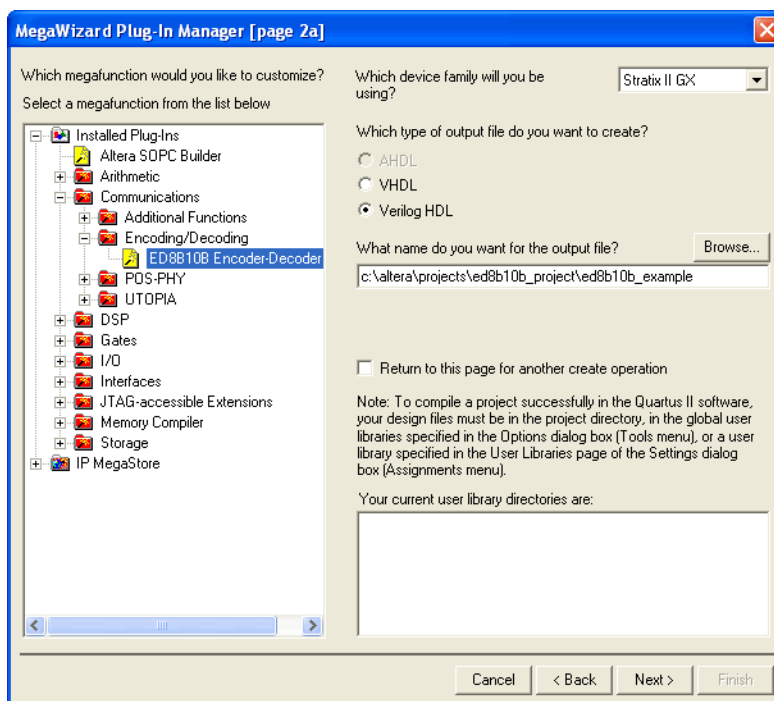 MegaWizard Plug-In Manager [page 2a]
Which megafunction would you like to customize?
Select a megafunction from the list below
Installed Plug-Ins
Altera SOPC Builder
Arithmetic
Communications
Additional Functions
Encoding/Decoding
ED8B10B Encoder-Decoder
POS-PHY
UTOPIA
DSP
Gates
I/O
Interfaces
JTAG-accessible Extensions
Memory Compiler
Storage
IP MegaStore
Which device family will you be
using?
Stratix II GX
Which type of output file do you want to create?
AHDL
VHDL
Verilog HDL
What name do you want for the output file?
Browse...
c:\altera\projects\ed8b10b_project\ed8b10b_example
Return to this page for another create operation
Note: To compile a project successfully in the Quartus II software,
your design files must be in the project directory, in the global user
libraries specified in the Options dialog box (Tools menu), or a user
library specified in the User Libraries page of the Settings dialog
box (Assignments menu).
Your current user library directories are:
Cancel
< Back
Next >
Finish